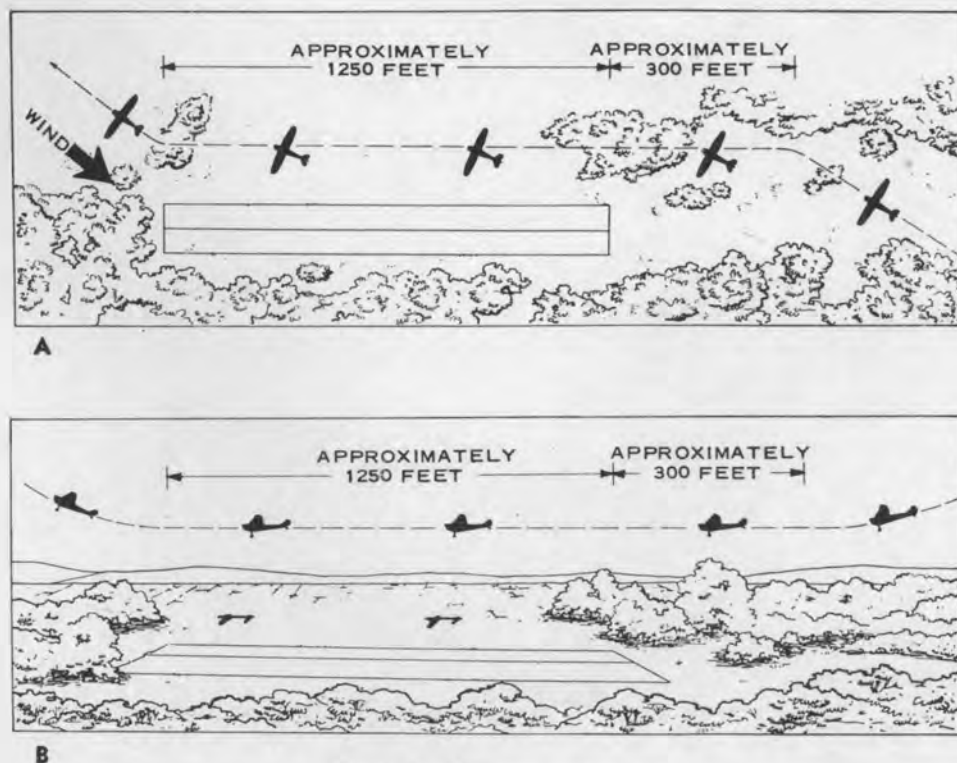 APPROXIMATELY
1250 FEET
APPROXIMATELY
300 FEET
WIND
A
APPROXIMATELY
1250 FEET
APPROXIMATELY
300 FEET
B